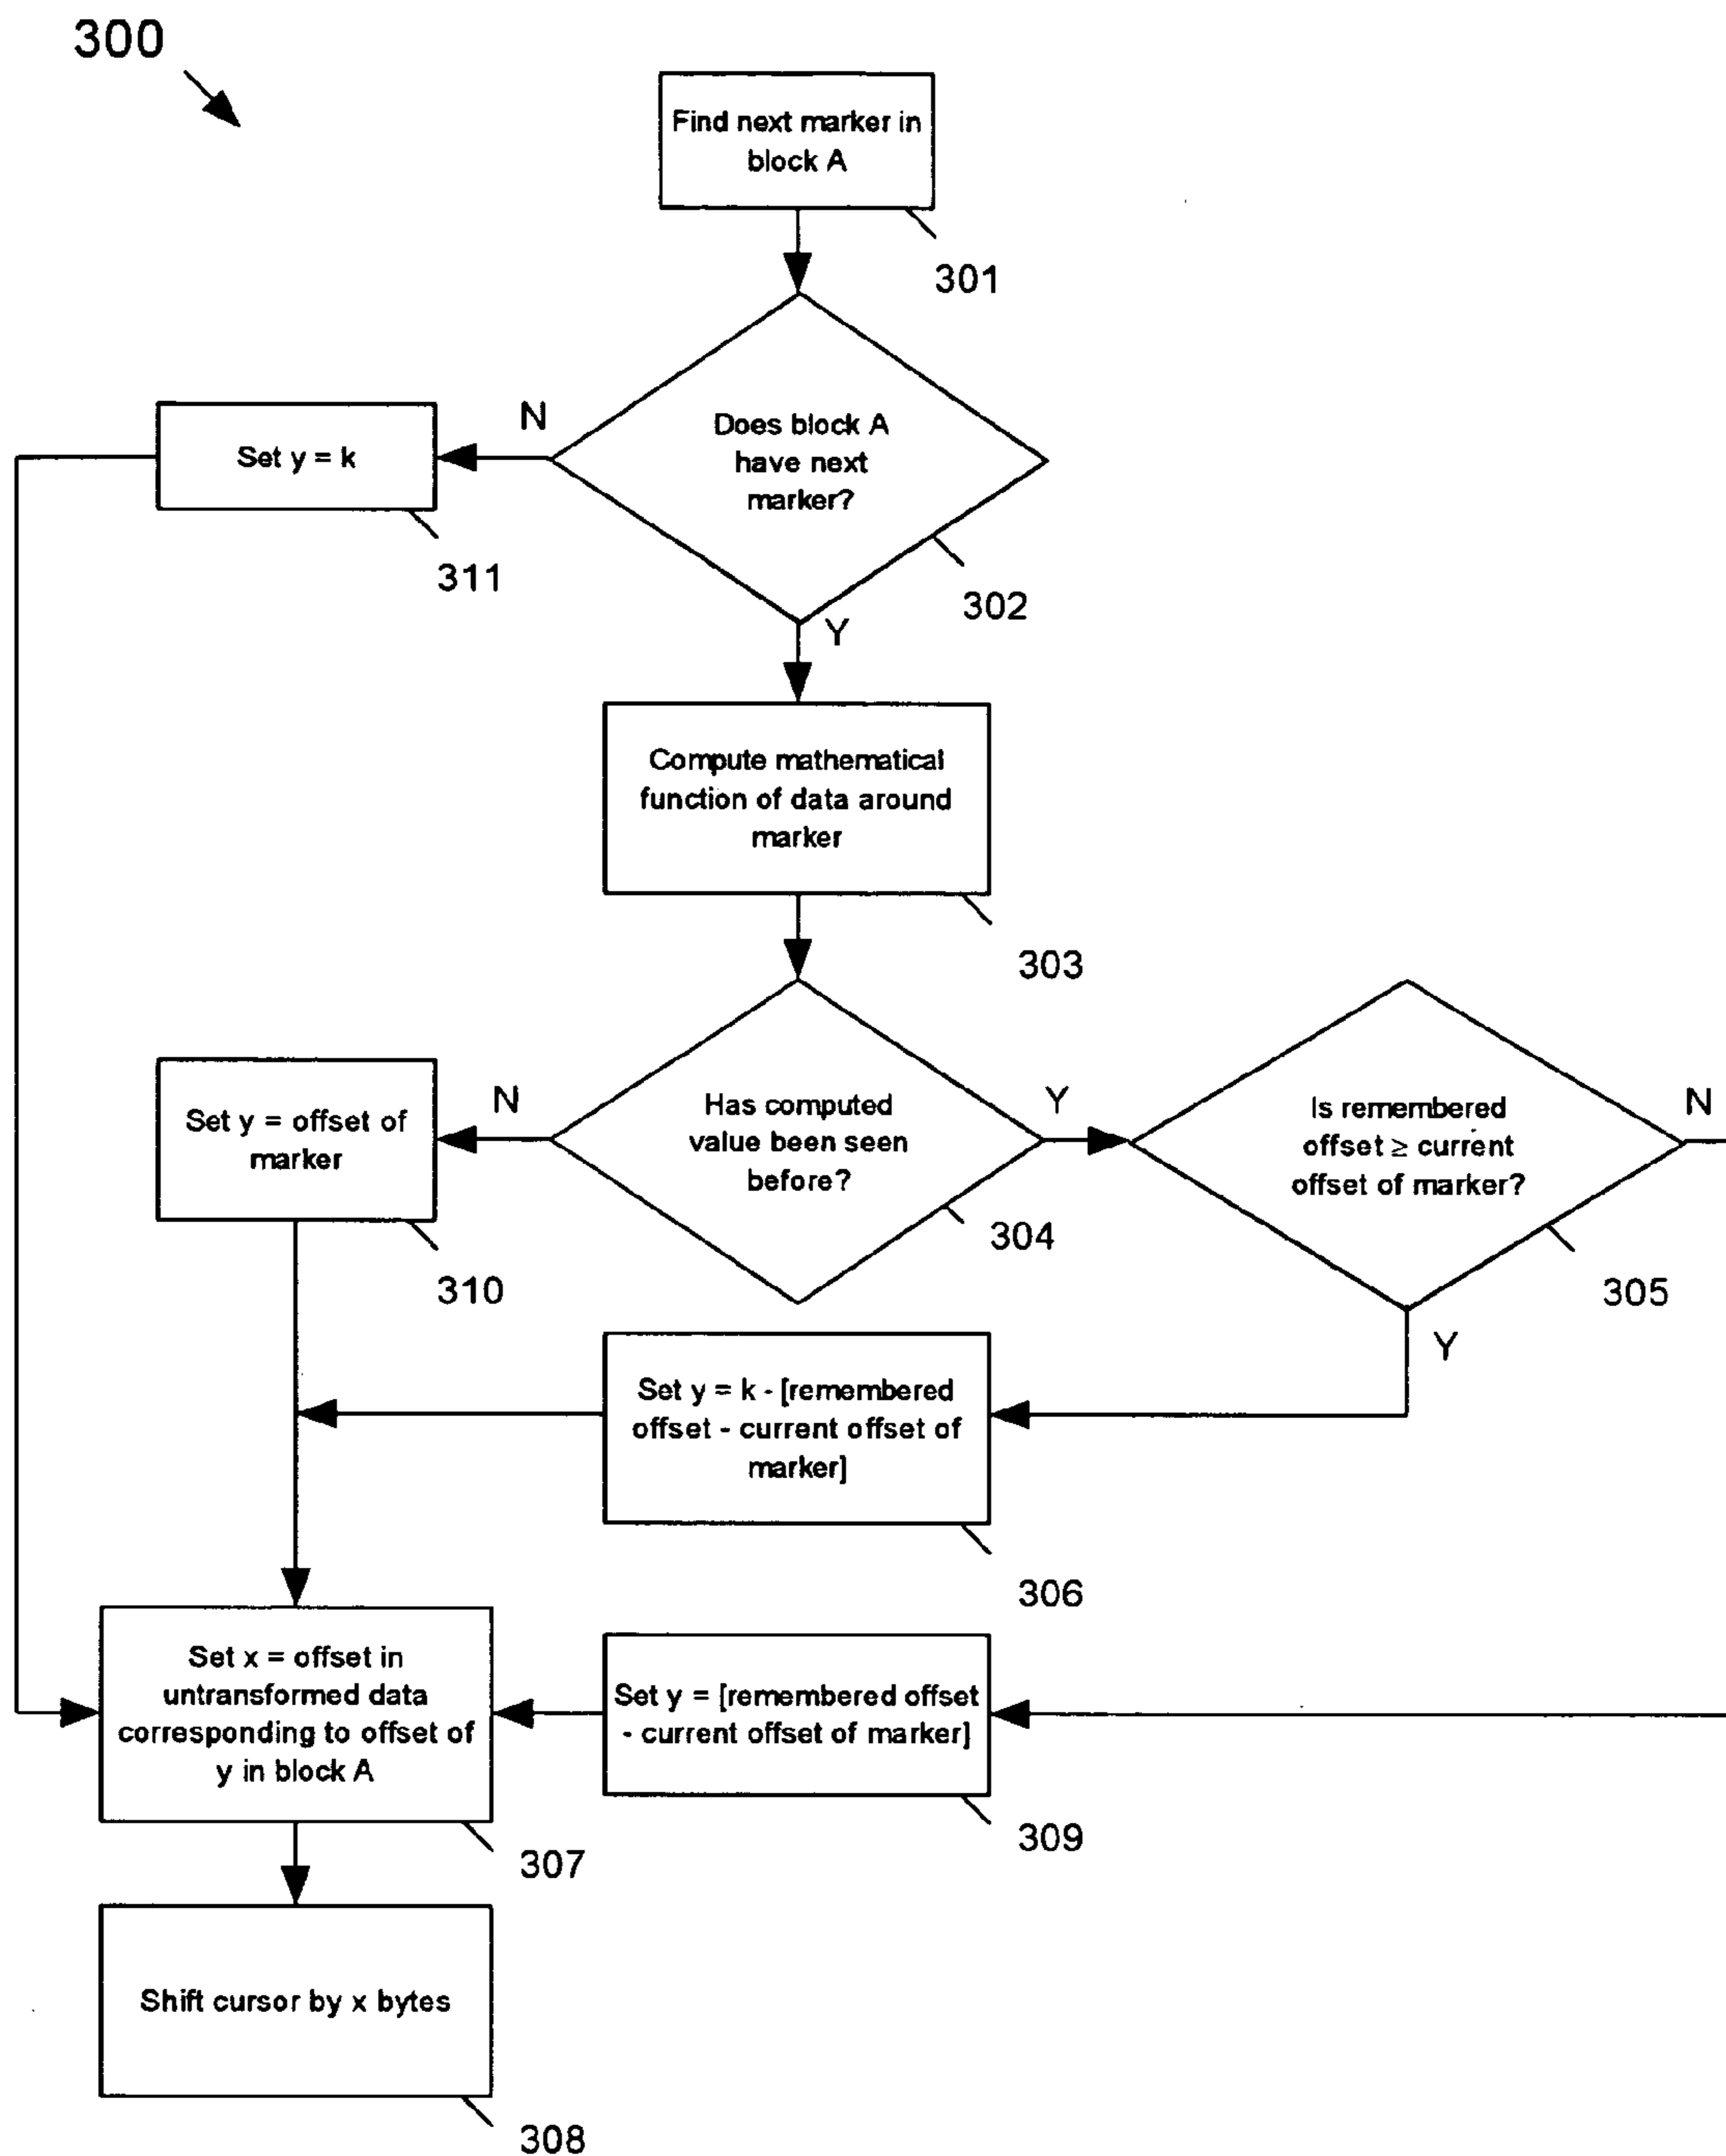 300
Find next marker in
block A
301
Does block A
have next
marker?
302
N
Set y = k
311
Y
Compute mathematical
function of data around
marker
303
Has computed
value been seen
before?
304
N
Set y = offset of
marker
310
Y
Is remembered
offset ≥ current
offset of marker?
305
N
Y
Set y = k - [remembered
offset - current offset of
marker]
306
Set x = offset in
untransformed data
corresponding to offset of
y in block A
307
Set y = [remembered offset
- current offset of marker]
309
Shift cursor by x bytes
308